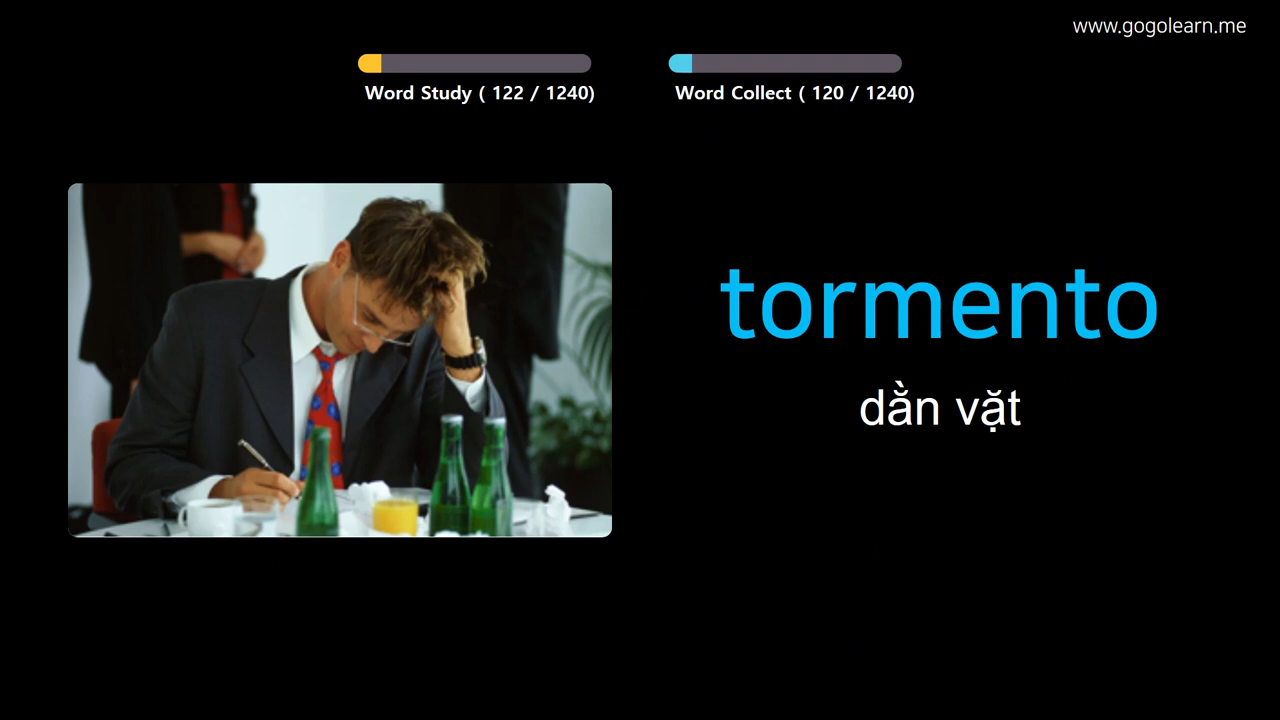 www.gogolearn.me
Word Study ( 122 / 1240)
Word Collect ( 120 / 1240)
tormento
dằn vặt